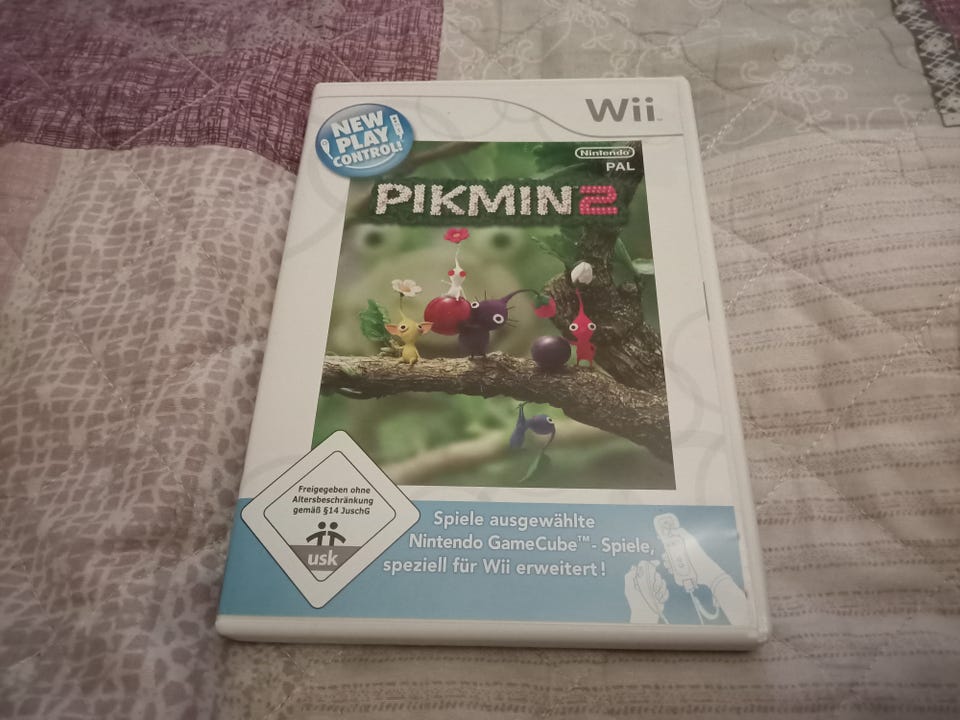 Wii
NEW
PLAY
CONTROL!
Nintendo
PAL
PIKMIN 2
Freigegeben ohne
Altersbeschränkung
gemäß §14 JuschG
usk
Spiele ausgewählte
Nintendo GameCube™ - Spiele,
speziell für Wii erweitert!